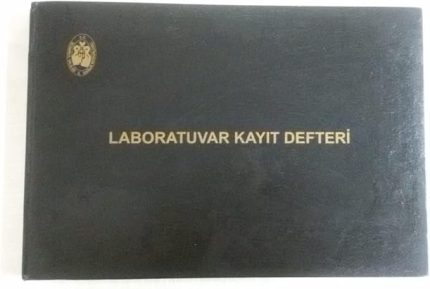 LABORATUVAR KAYIT DEFTERİ